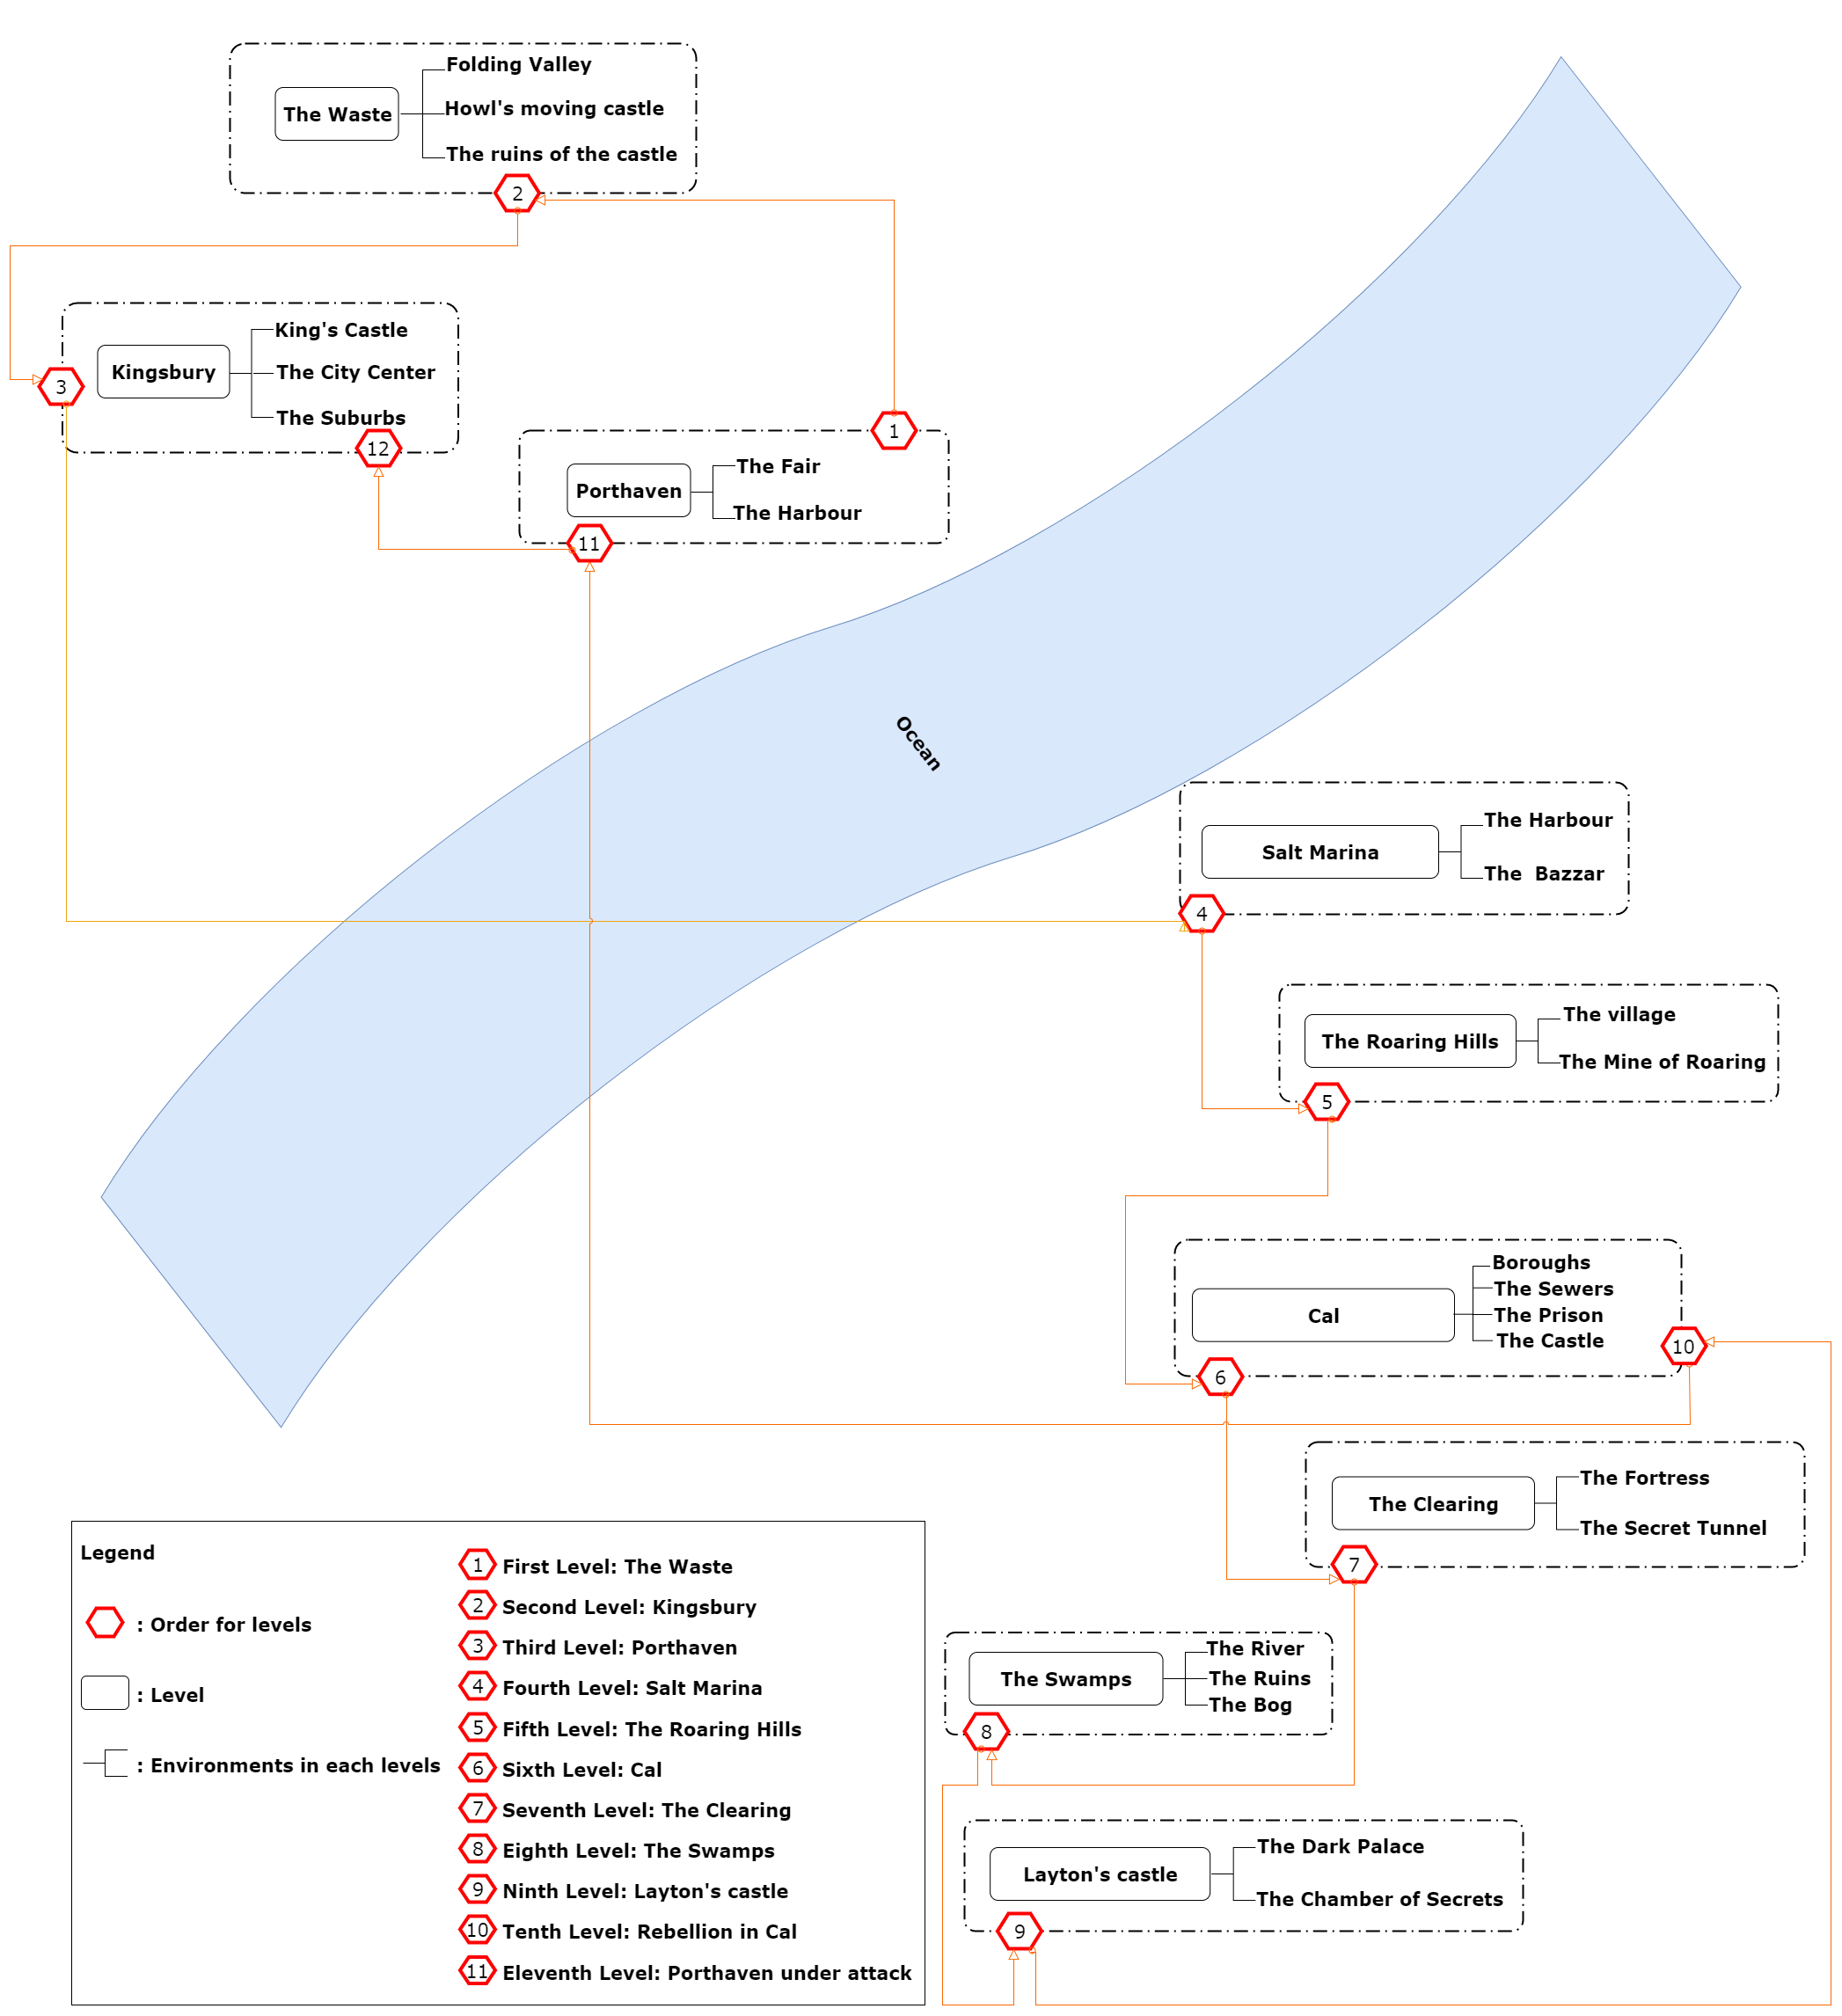 Folding Valley
The Waste
Howl's moving castle
The ruins of the castle
2
King's Castle
Kingsbury
The City Center
3
The Suburbs
12
1
The Fair
Porthaven
The Harbour
11
Ocean
The Harbour
Salt Marina
The  Bazzar
4
The village
The Roaring Hills
The Mine of Roaring
5
Boroughs
The Sewers
Cal
The Prison
The Castle
10
6
The Fortress
The Clearing
The Secret Tunnel
7
The River
The Swamps
The Ruins
The Bog
8
The Dark Palace
Layton's castle
The Chamber of Secrets
9
Legend
: Order for levels
: Level
: Environments in each levels
1 First Level: The Waste
2 Second Level: Kingsbury
3 Third Level: Porthaven
4 Fourth Level: Salt Marina
5 Fifth Level: The Roaring Hills
6 Sixth Level: Cal
7 Seventh Level: The Clearing
8 Eighth Level: The Swamps
9 Ninth Level: Layton's castle
10 Tenth Level: Rebellion in Cal
11 Eleventh Level: Porthaven under attack